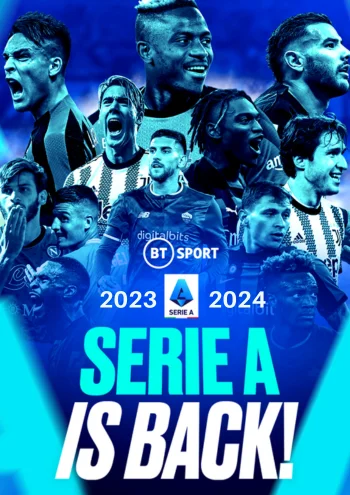 digitalbits
BT SPORT
2023 SERIE A 2024
SERIE A
IS BACK!